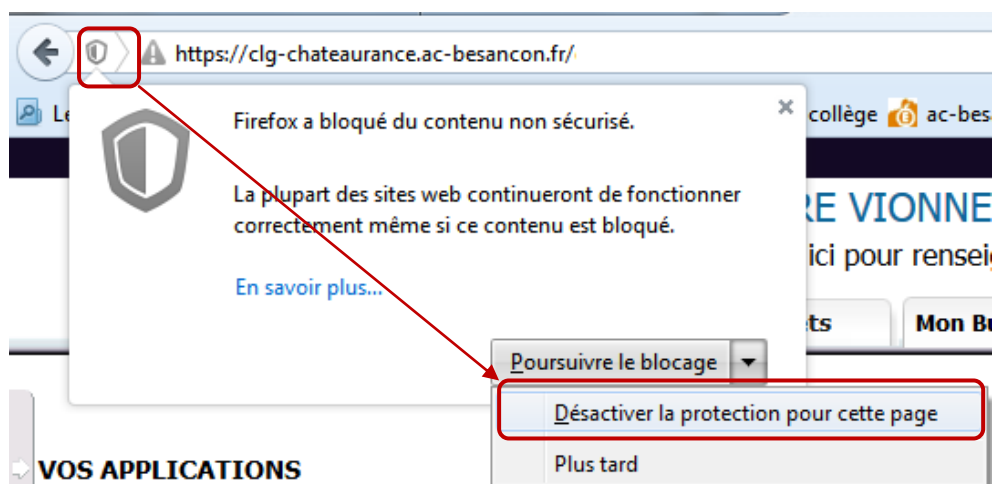 https://clg-chateaurance.ac-besancon.fr/
collège ac-bes
Firefox a bloqué du contenu non sécurisé.
La plupart des sites web continueront de fonctionner
correctement même si ce contenu est bloqué.
En savoir plus...
RE VIONNE
ici pour rensei
ts Mon Bu
Poursuivre le blocage
Désactiver la protection pour cette page
Plus tard
VOS APPLICATIONS